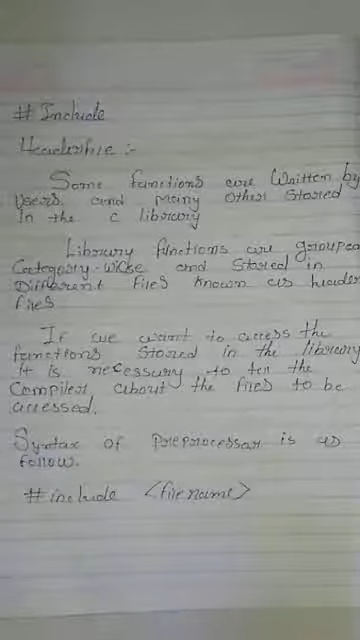 # Include
Headerfile :-
Some functions are Written by
Users and many other Stored
in the c library
Library functions are grouped
Category-wise and Stored in
Different files known as header
files
If we want to access the
functions Stored in the library
it is necessary to tell the
Compiler about the files to be
accessed.
Syntax of preprocessor is as
follow.
#include <filename>